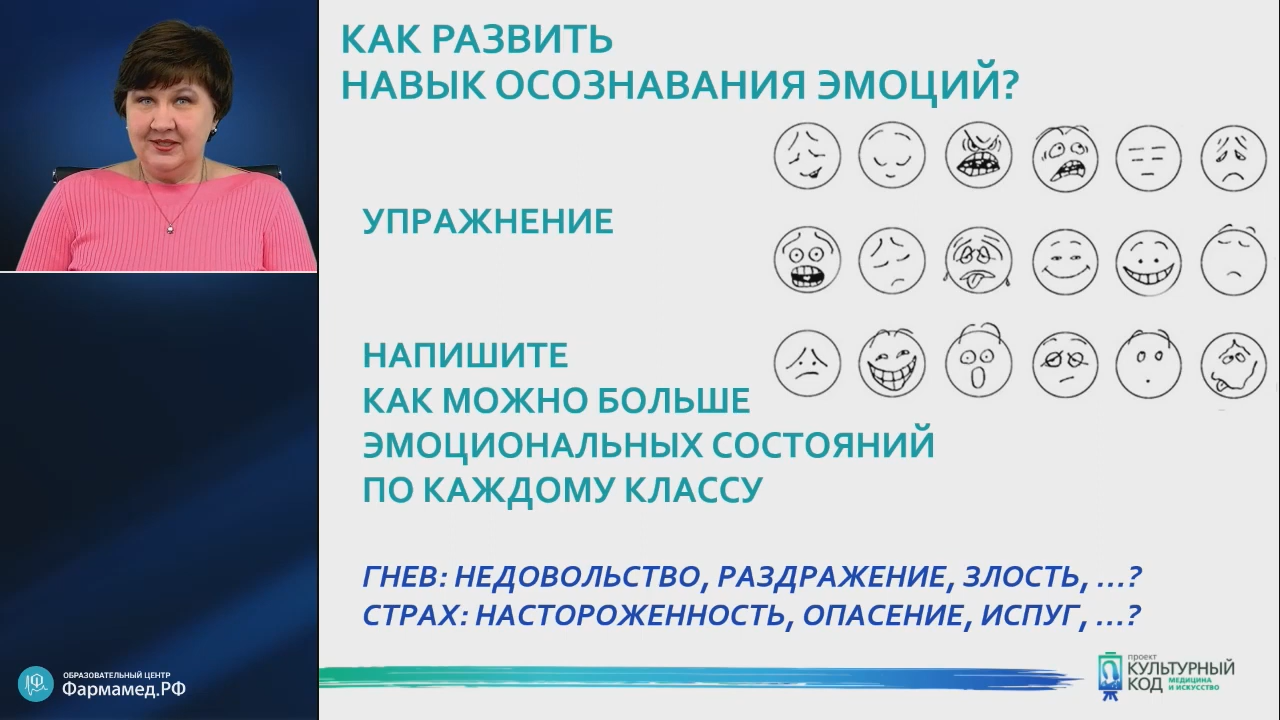 КАК РАЗВИТЬ
НАВЫК ОСОЗНАВАНИЯ ЭМОЦИЙ?
УПРАЖНЕНИЕ
НАПИШИТЕ
КАК МОЖНО БОЛЬШЕ
ЭМОЦИОНАЛЬНЫХ СОСТОЯНИЙ
ПО КАЖДОМУ КЛАССУ
ГНЕВ: НЕДОВОЛЬСТВО, РАЗДРАЖЕНИЕ, ЗЛОСТЬ, ...?
СТРАХ: НАСТОРОЖЕННОСТЬ, ОПАСЕНИЕ, ИСПУГ , ...?
ОБРАЗОВАТЕЛЬНЫЙ ЦЕНТР
Фармамед.РФ
проект
КУЛЬТУРНЫЙ
КОД
МЕДИЦИНА
И ИСКУССТВО